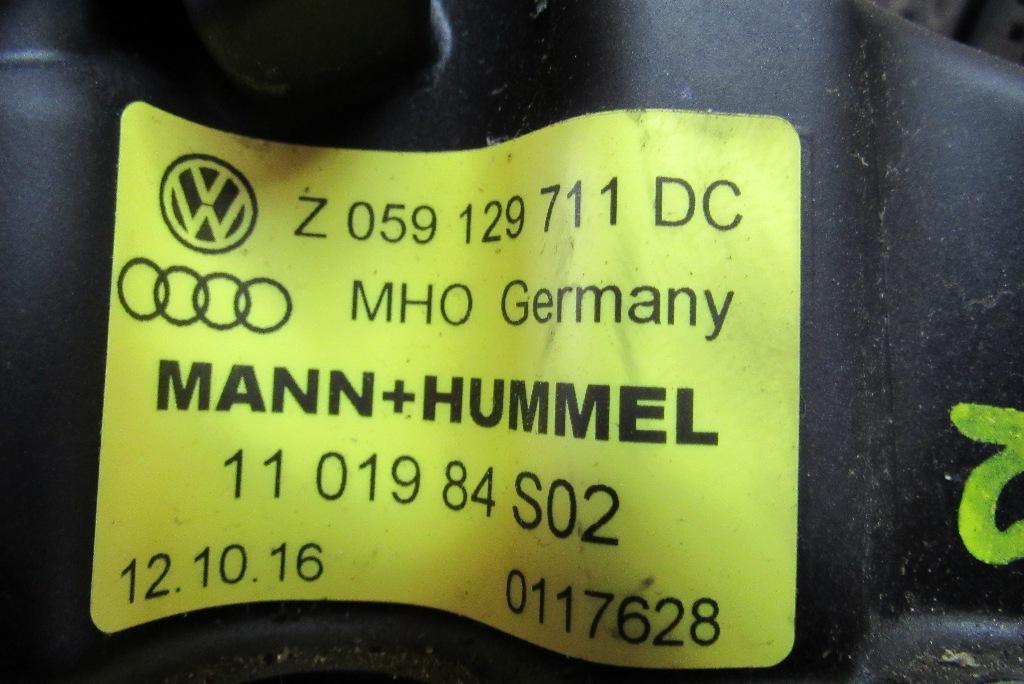 Z 059 129 711 DC
MHO Germany
MANN+HUMMEL
11 019 84 S02
12.10.16
0117628